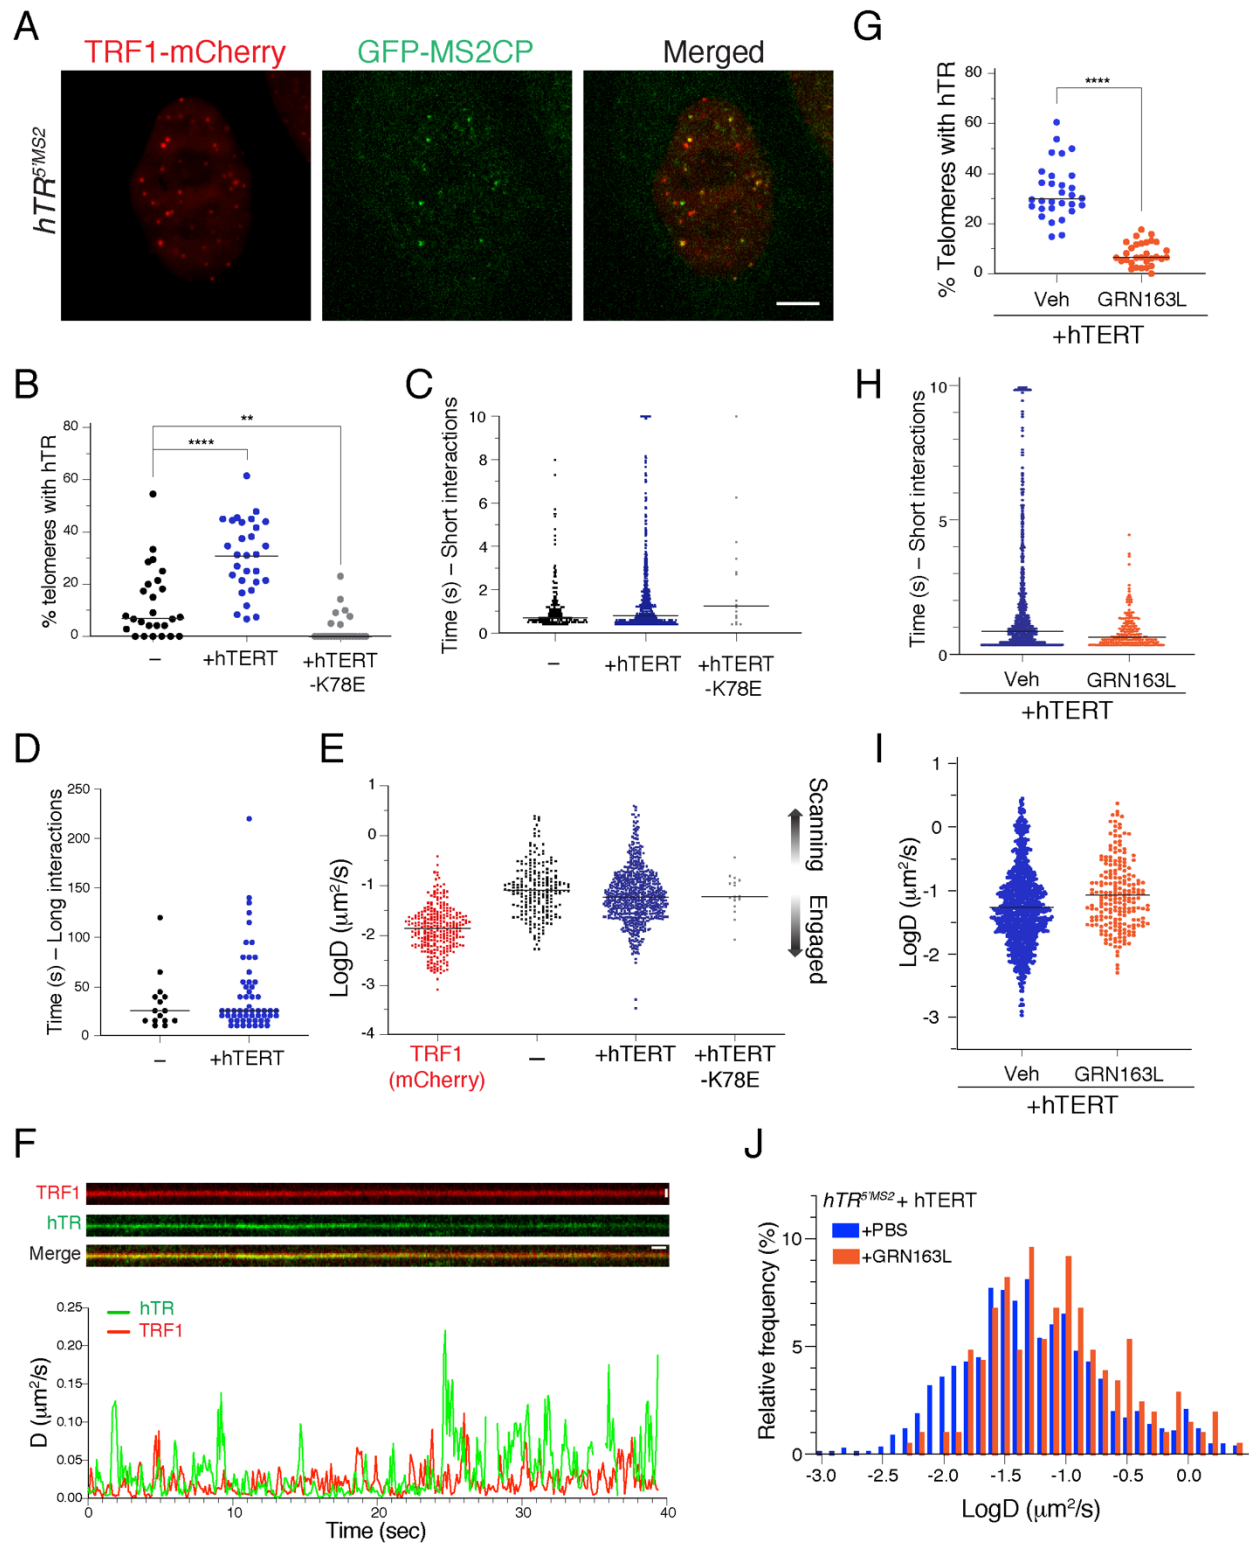 A
TRF1-mCherry
GFP-MS2CP
Merged
hTR5'MS2
G
% Telomeres with hTR
80
60
40
20
0
****
Veh
GRN163L
+hTERT
B
% telomeres with hTR
80
60
40
20
0
**
****
–
+hTERT
+hTERT
-K78E
C
Time (s) – Short interactions
10
8
6
4
2
0
–
+hTERT
+hTERT
-K78E
H
Time (s) – Short interactions
10
5
0
Veh
GRN163L
+hTERT
D
Time (s) – Long interactions
250
200
150
100
50
0
–
+hTERT
E
LogD (μm²/s)
1
0
-1
-2
-3
-4
TRF1
(mCherry)
–
+hTERT
+hTERT
-K78E
Scanning
Engaged
I
LogD (μm²/s)
1
0
-1
-2
-3
Veh
GRN163L
+hTERT
F
TRF1
hTR
Merge
D (μm²/s)
0.25
0.20
0.15
0.10
0.05
0.00
hTR
TRF1
0 10 20 30 40
Time (sec)
J
hTR5'MS2 + hTERT
+PBS
+GRN163L
Relative frequency (%)
10
5
0
-3.0 -2.5 -2.0 -1.5 -1.0 -0.5 0.0
LogD (μm²/s)